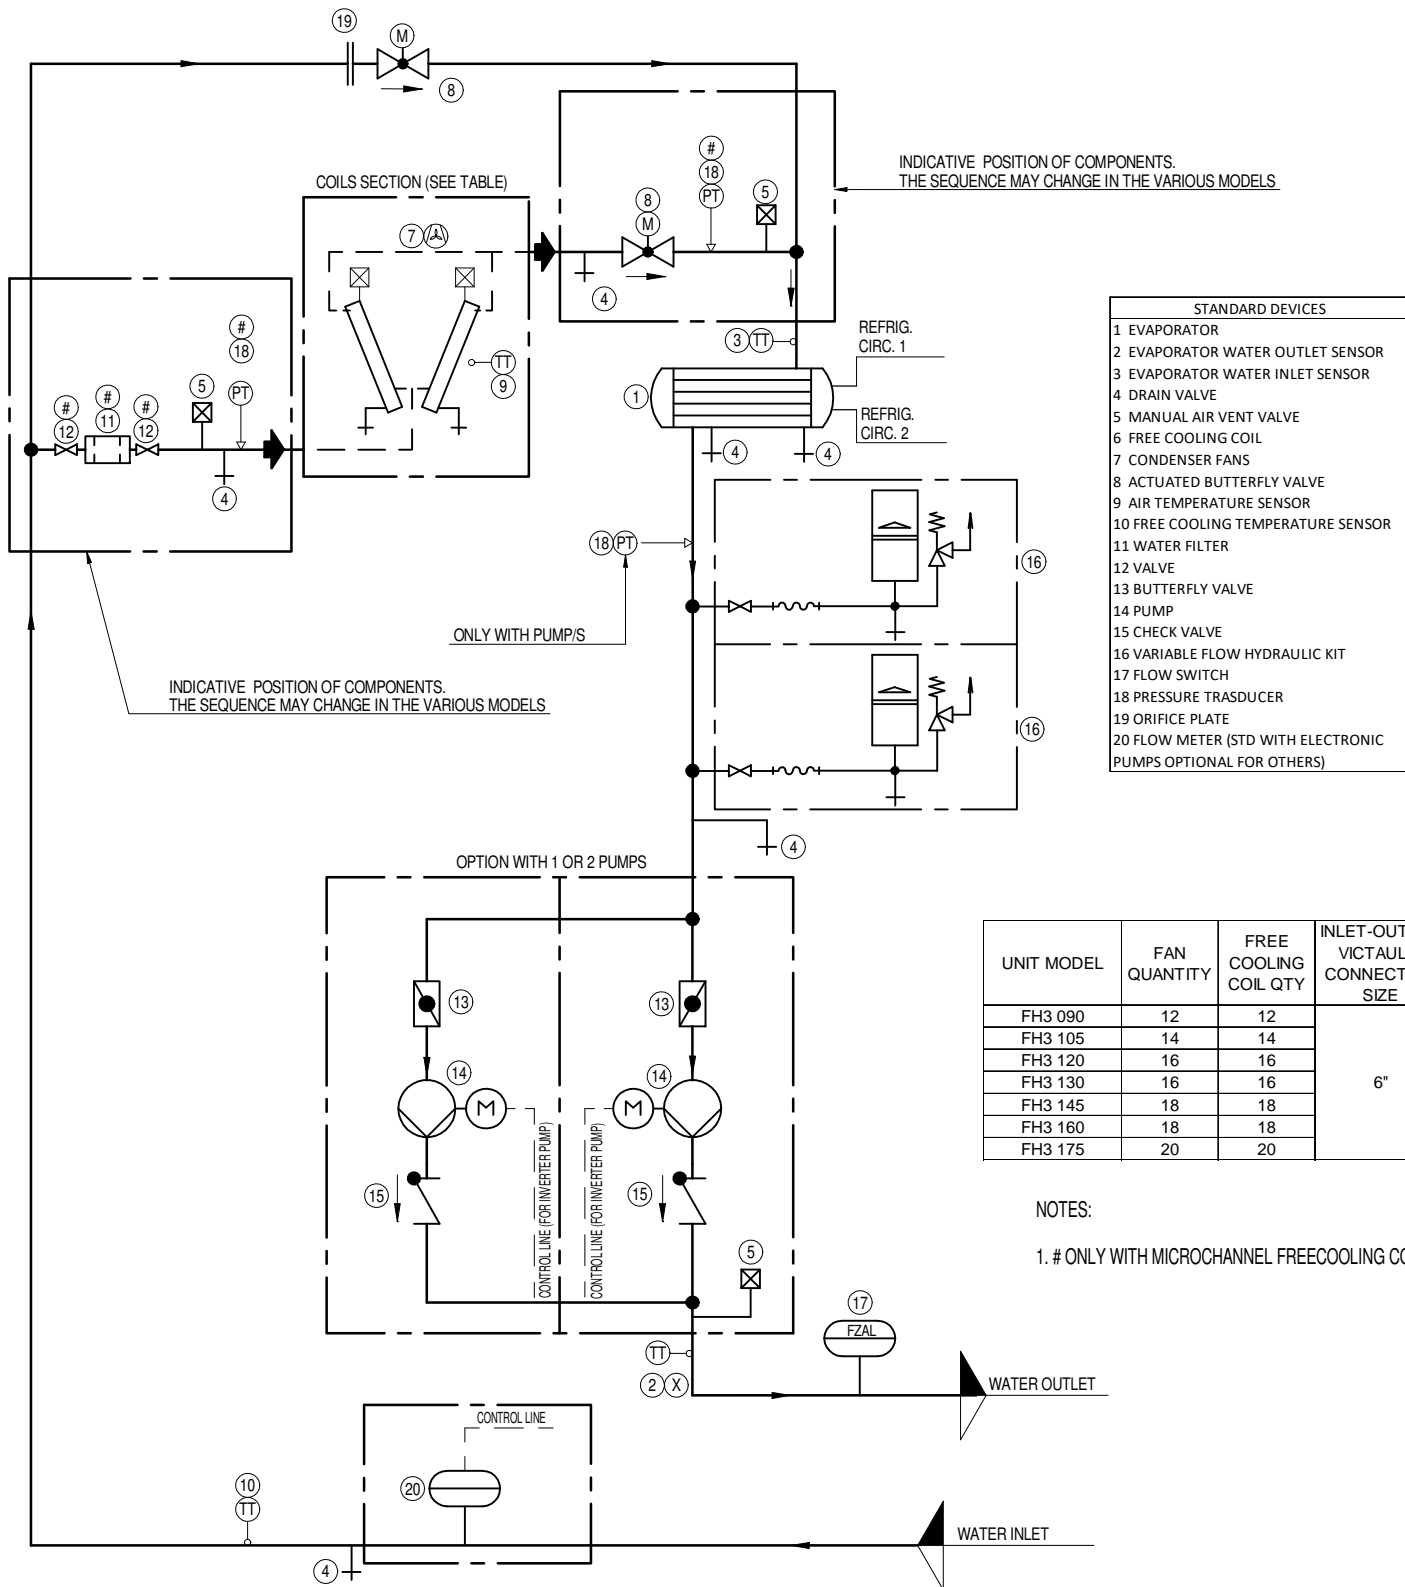 19
M
8
INDICATIVE POSITION OF COMPONENTS.
THE SEQUENCE MAY CHANGE IN THE VARIOUS MODELS
#
18
PT
5
8
M
4
COILS SECTION (SEE TABLE)
7
TT
9
#
18
PT
5
#
12
#
11
#
12
4
3 TT
REFRIG.
CIRC. 1
1
REFRIG.
CIRC. 2
4
4
STANDARD DEVICES
1 EVAPORATOR
2 EVAPORATOR WATER OUTLET SENSOR
3 EVAPORATOR WATER INLET SENSOR
4 DRAIN VALVE
5 MANUAL AIR VENT VALVE
6 FREE COOLING COIL
7 CONDENSER FANS
8 ACTUATED BUTTERFLY VALVE
9 AIR TEMPERATURE SENSOR
10 FREE COOLING TEMPERATURE SENSOR
11 WATER FILTER
12 VALVE
13 BUTTERFLY VALVE
14 PUMP
15 CHECK VALVE
16 VARIABLE FLOW HYDRAULIC KIT
17 FLOW SWITCH
18 PRESSURE TRASDUCER
19 ORIFICE PLATE
20 FLOW METER (STD WITH ELECTRONIC
PUMPS OPTIONAL FOR OTHERS)
18 PT
16
ONLY WITH PUMP/S
INDICATIVE POSITION OF COMPONENTS.
THE SEQUENCE MAY CHANGE IN THE VARIOUS MODELS
16
4
OPTION WITH 1 OR 2 PUMPS
13
13
14
14
M
M
CONTROL LINE (FOR INVERTER PUMP)
CONTROL LINE (FOR INVERTER PUMP)
15
15
5
UNIT MODEL FAN QUANTITY FREE COOLING COIL QTY INLET-OUT VICTAUL CONNECT SIZE
FH3 090 12 12
FH3 105 14 14
FH3 120 16 16
FH3 130 16 16 6"
FH3 145 18 18
FH3 160 18 18
FH3 175 20 20
NOTES:
1. # ONLY WITH MICROCHANNEL FREECOOLING
17
FZAL
TT
2 X
WATER OUTLET
CONTROL LINE
20
10
TT
4
WATER INLET